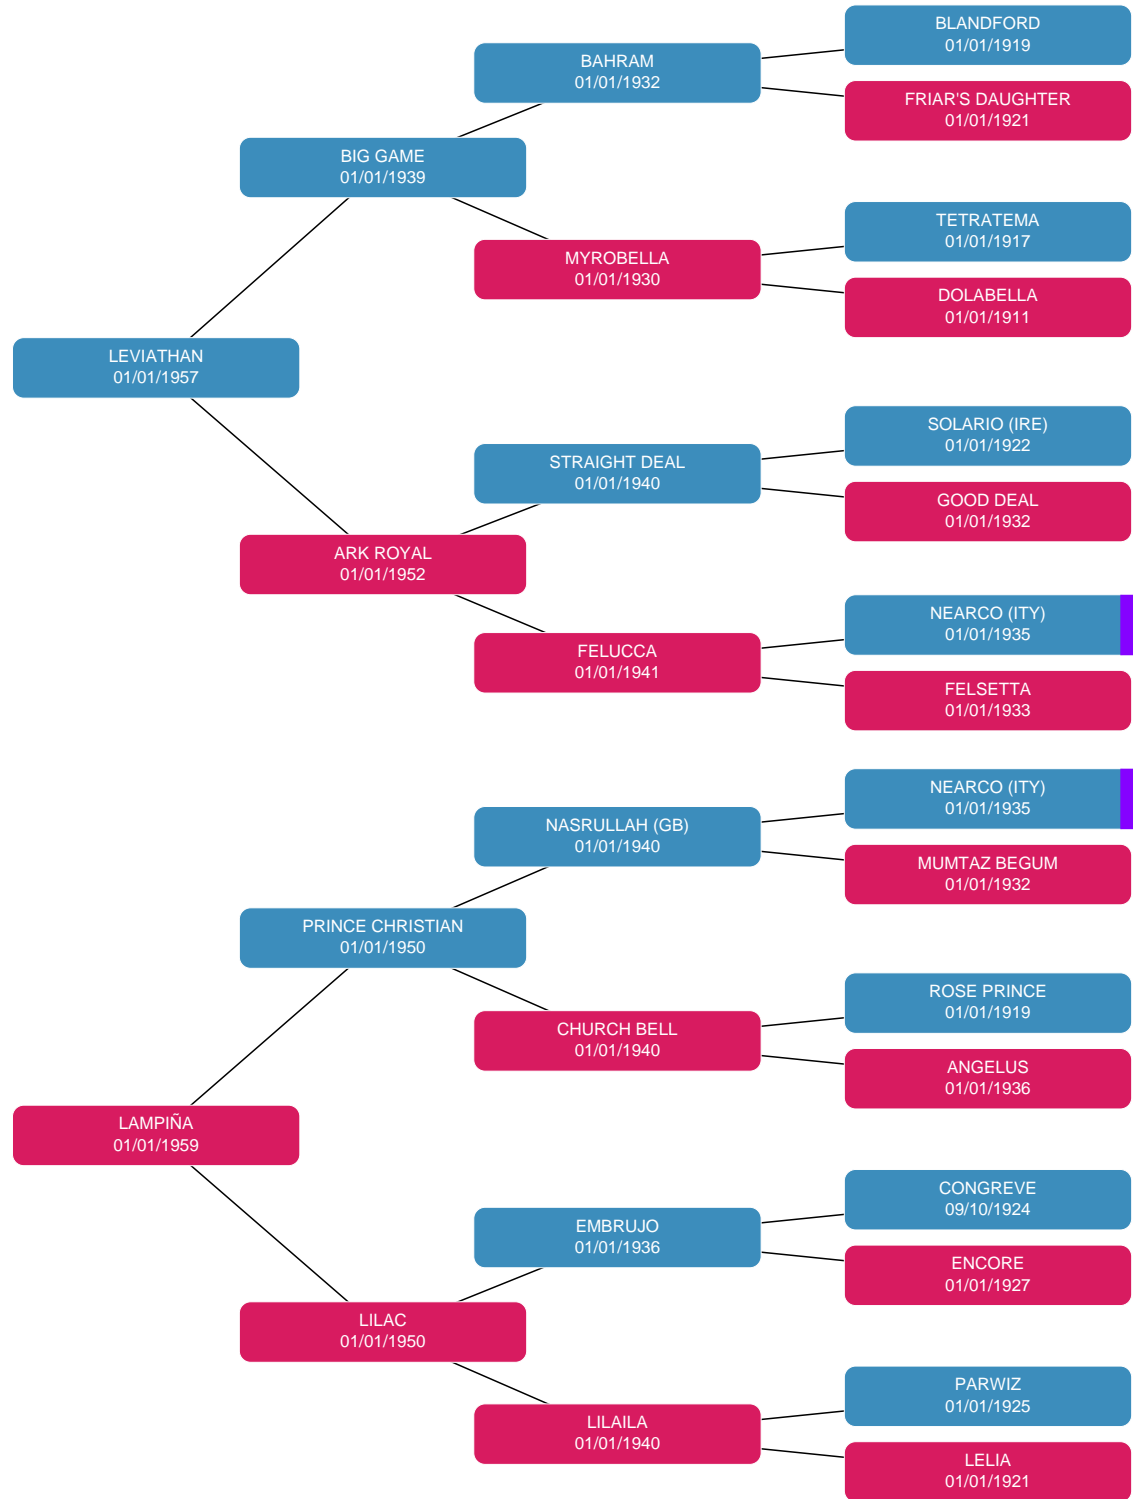 BLANDFORD
01/01/1919
BAHRAM
01/01/1932
FRIAR'S DAUGHTER
01/01/1921
BIG GAME
01/01/1939
TETRATEMA
01/01/1917
MYROBELLA
01/01/1930
DOLABELLA
01/01/1911
LEVIATHAN
01/01/1957
SOLARIO (IRE)
01/01/1922
STRAIGHT DEAL
01/01/1940
GOOD DEAL
01/01/1932
ARK ROYAL
01/01/1952
NEARCO (ITY)
01/01/1935
FELUCCA
01/01/1941
FELSETTA
01/01/1933
NEARCO (ITY)
01/01/1935
NASRULLAH (GB)
01/01/1940
MUMTAZ BEGUM
01/01/1932
PRINCE CHRISTIAN
01/01/1950
ROSE PRINCE
01/01/1919
CHURCH BELL
01/01/1940
ANGELUS
01/01/1936
LAMPIÑA
01/01/1959
CONGREVE
09/10/1924
EMBRUJO
01/01/1936
ENCORE
01/01/1927
LILAC
01/01/1950
PARWIZ
01/01/1925
LILAILA
01/01/1940
LELIA
01/01/1921